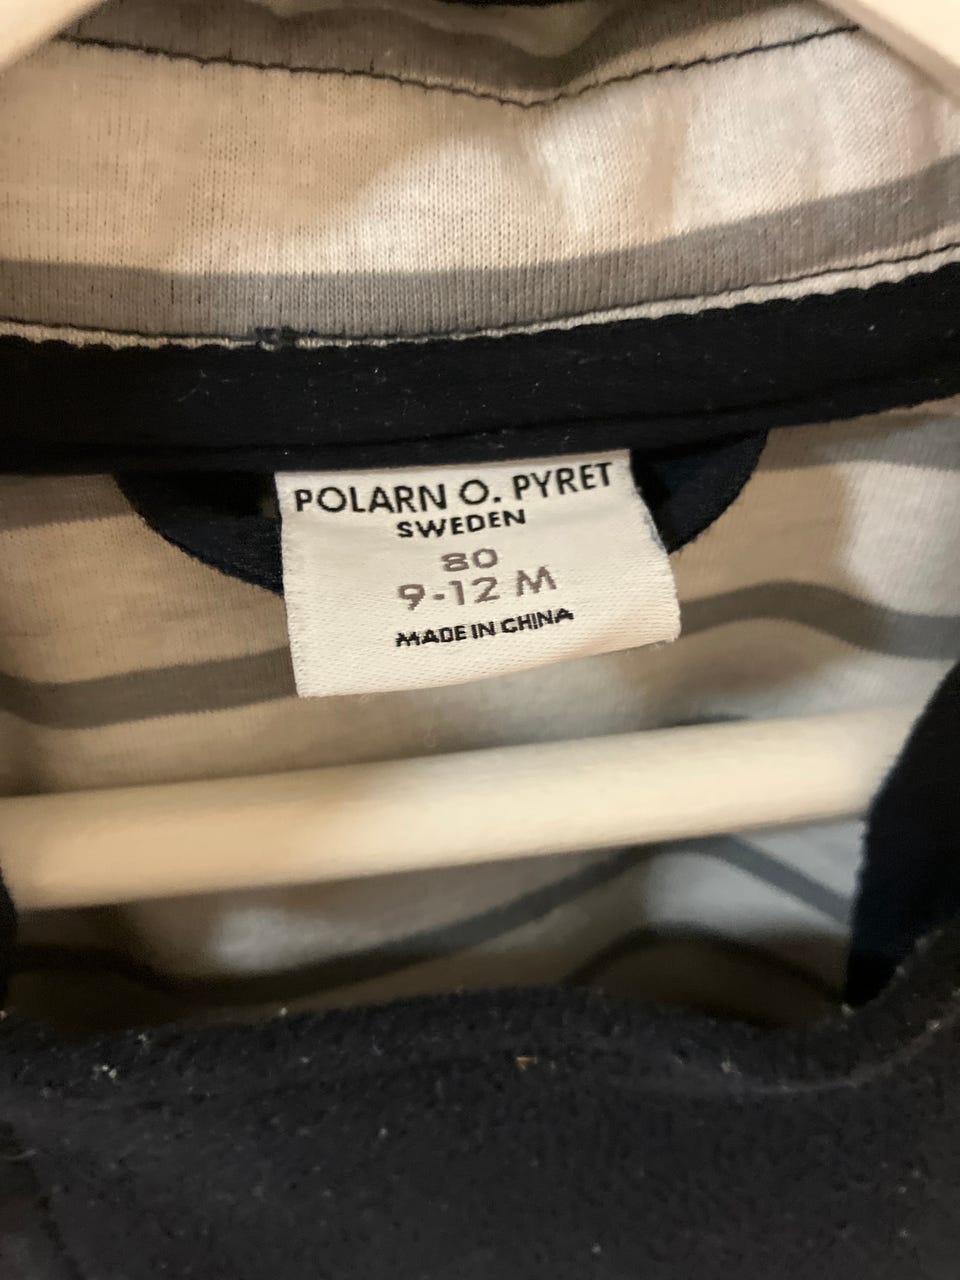 POLARN O. PYRET
SWEDEN
80
9-12 M
MADE IN CHINA